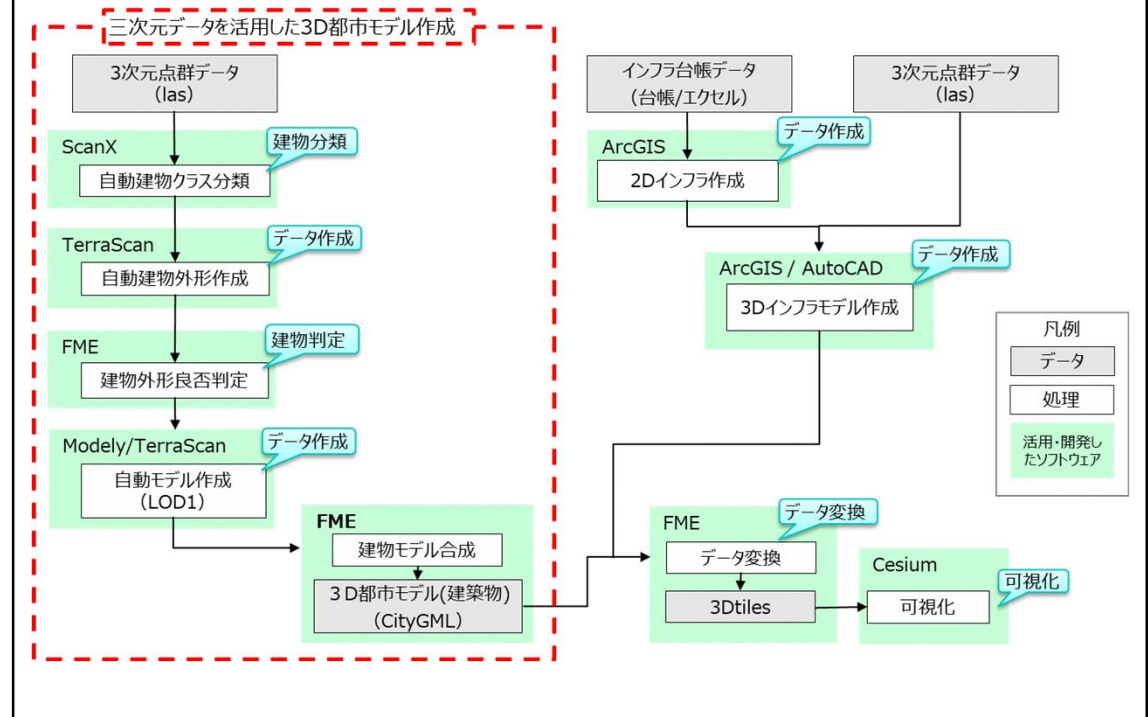 三次元データを活用した3D都市モデル作成
3次元点群データ
(las)
ScanX
建物分類
自動建物クラス分類
TerraScan
データ作成
自動建物外形作成
FME
建物判定
建物外形良否判定
Modely/TerraScan
データ作成
自動モデル作成
(LOD1)
FME
建物モデル合成
3D都市モデル(建築物)
(CityGML)
インフラ台帳データ
(台帳/エクセル)
3次元点群データ
(las)
ArcGIS
データ作成
2Dインフラ作成
ArcGIS / AutoCAD
データ作成
3Dインフラモデル作成
FME
データ変換
データ変換
3Dtiles
Cesium
可視化
可視化
凡例
データ
処理
活用・開発し
たソフトウェア